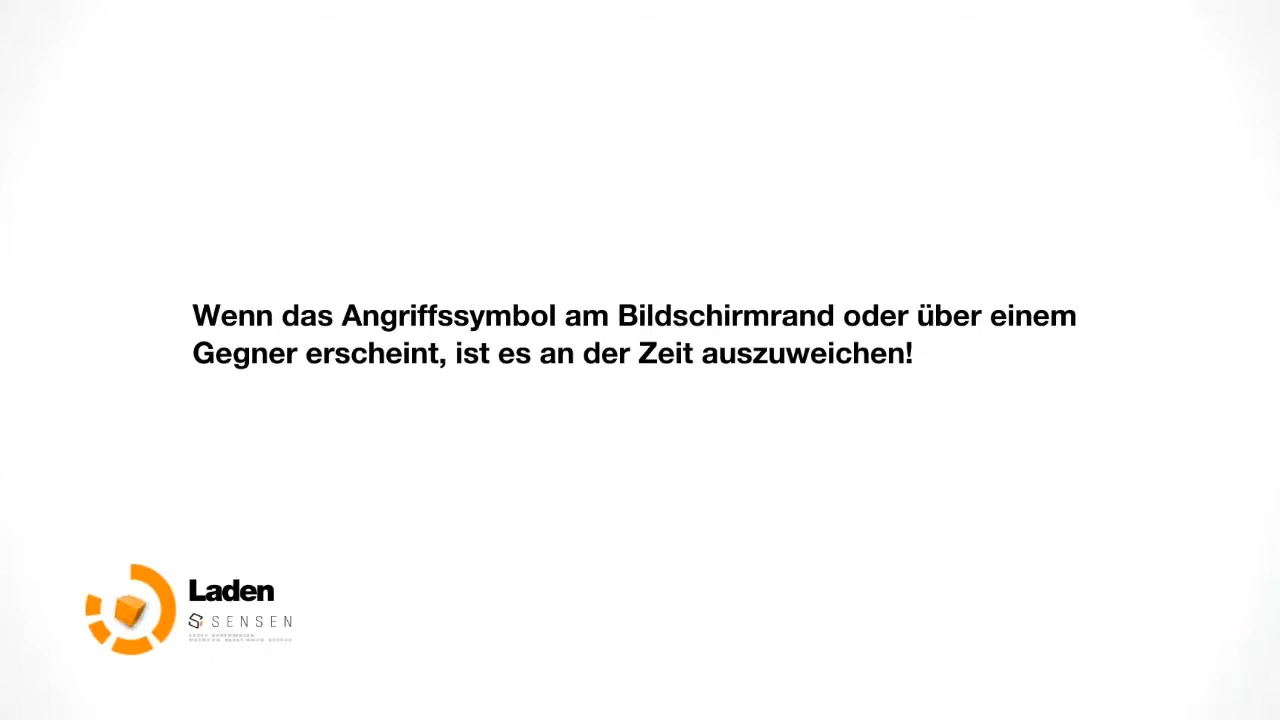 Wenn das Angriffssymbol am Bildschirmrand oder über einem
Gegner erscheint, ist es an der Zeit auszuweichen!
Laden
SENSEN